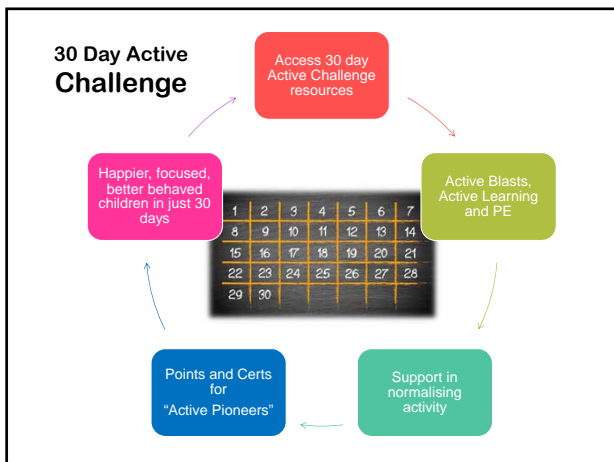 30 Day Active
Challenge
Access 30 day
Active Challenge
resources
Active Blasts,
Active Learning
and PE
Support in
normalising
activity
Points and Certs
for
"Active Pioneers"
Happier, focused,
better behaved
children in just 30
days
1 2 3 4 5 6 7
8 9 10 11 12 13 14
15 16 17 18 19 20 21
22 23 24 25 26 27 28
29 30